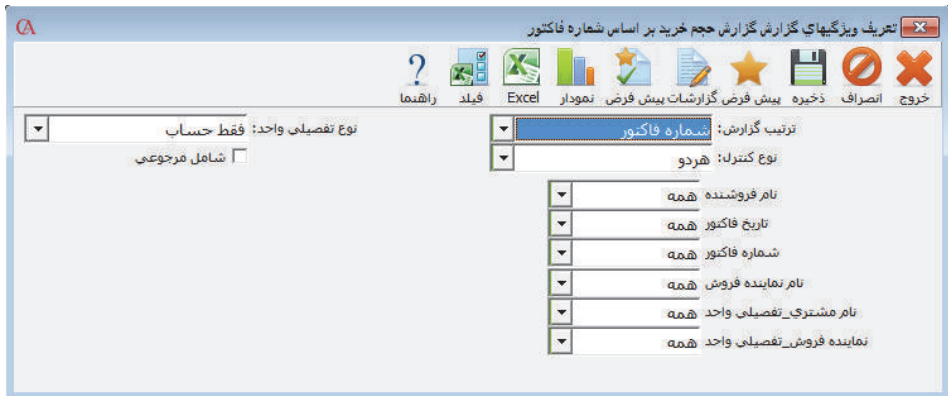 تعریف ویژگیهای گزارش گزارش حجم خرید بر اساس شماره فاکتور
خروج انصراف ذخیره پیش فرض گزارشات پیش فرض نمودار Excel فیلد راهنما
ترتیب گزارش: شماره فاکتور نوع تفصیلی واحد: فقط حساب
نوع کنترل: هردو شامل مرجوعی
نام فروشنده همه
تاریخ فاکتور همه
شماره فاکتور همه
نام نماینده فروش همه
نام مشتری_تفصیلی واحد همه
نماینده فروش_تفصیلی واحد همه